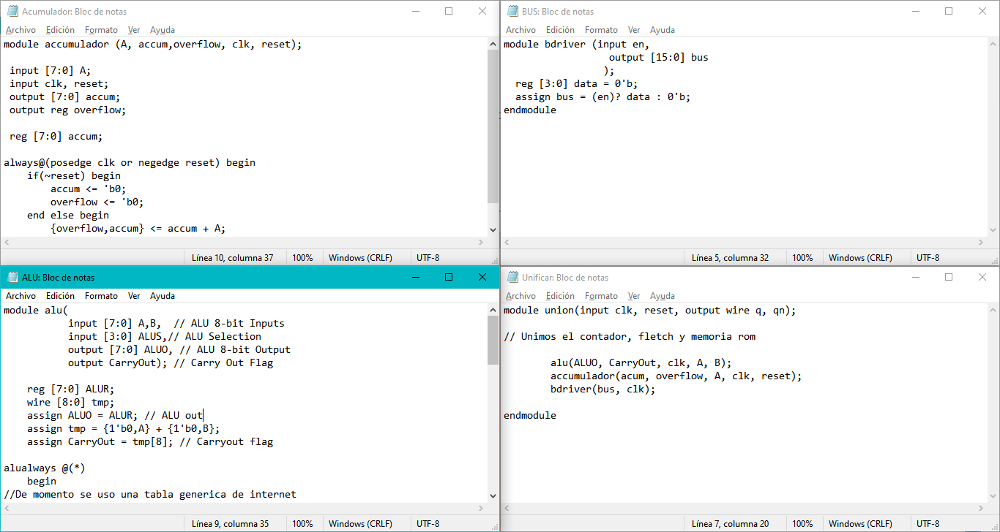 Acumulador: Bloc de notas
Archivo Edición Formato Ver Ayuda
module accumulador (A, accum,overflow, clk, reset);
input [7:0] A;
input clk, reset;
output [7:0] accum;
output reg overflow;
reg [7:0] accum;
always@(posedge clk or negedge reset) begin
if(~reset) begin
accum <= 'b0;
overflow <= 'b0;
end else begin
{overflow,accum} <= accum + A;
Línea 10, columna 37 100% Windows (CRLF) UTF-8
BUS: Bloc de notas
Archivo Edición Formato Ver Ayuda
module bdriver (input en,
output [15:0] bus
);
reg [3:0] data = 0'b;
assign bus = (en)? data : 0'b;
endmodule
Línea 5, columna 32 100% Windows (CRLF) UTF-8
ALU: Bloc de notas
Archivo Edición Formato Ver Ayuda
module alu(
input [7:0] A,B,  // ALU 8-bit Inputs
input [3:0] ALUS,// ALU Selection
output [7:0] ALUO, // ALU 8-bit Output
output CarryOut); // Carry Out Flag
reg [7:0] ALUR;
wire [8:0] tmp;
assign ALUO = ALUR; // ALU out
assign tmp = {1'b0,A} + {1'b0,B};
assign CarryOut = tmp[8]; // Carryout flag
alualways @(*)
begin
//De momento se uso una tabla generica de internet
Línea 9, columna 35 100% Windows (CRLF) UTF-8
Unificar: Bloc de notas
Archivo Edición Formato Ver Ayuda
module union(input clk, reset, output wire q, qn);
// Unimos el contador, fletch y memoria rom
alu(ALUO, CarryOut, clk, A, B);
accumulador(acum, overflow, A, clk, reset);
bdriver(bus, clk);
endmodule
Línea 7, columna 20 100% Windows (CRLF) UTF-8